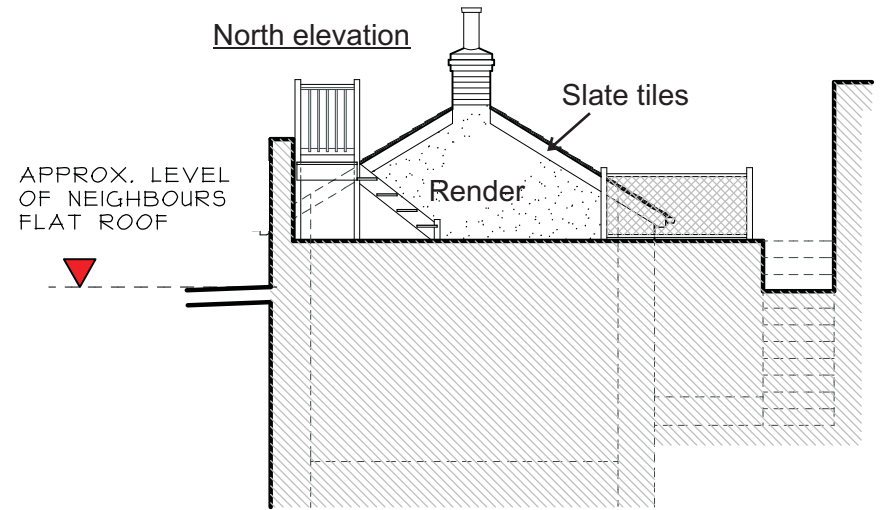 North elevation
Slate tiles
APPROX. LEVEL
OF NEIGHBOURS
FLAT ROOF
Render